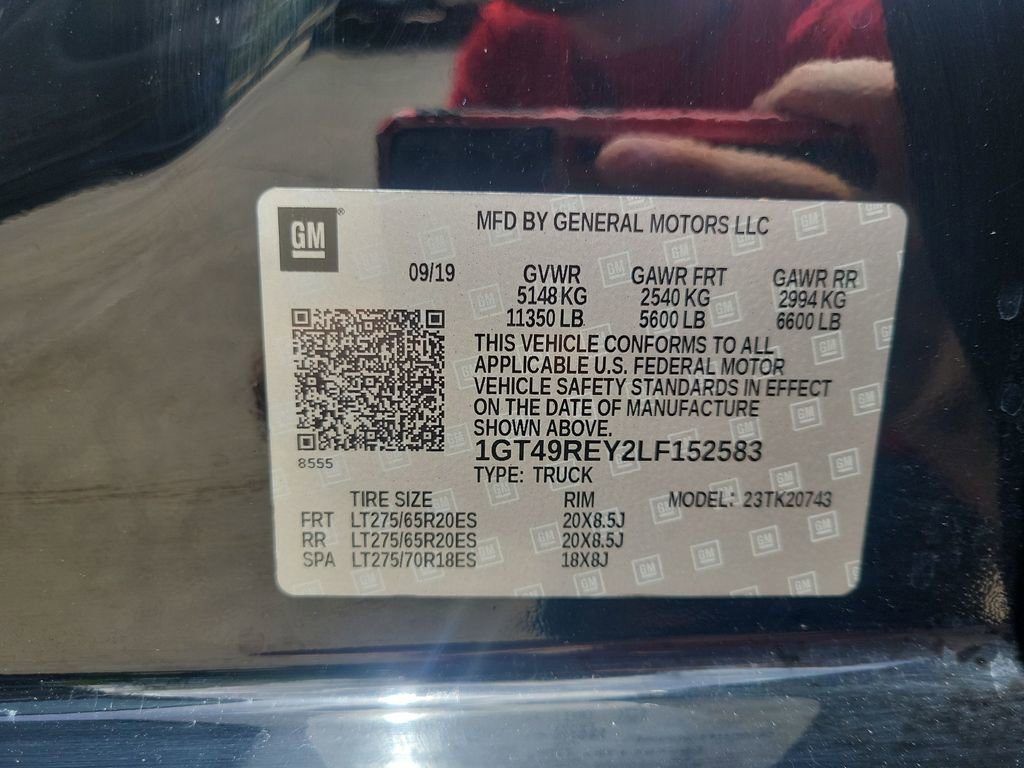 GM
MFD BY GENERAL MOTORS LLC
09/19 GVWR GAWR FRT GAWR RR
5148 KG 2540 KG 2994 KG
11350 LB 5600 LB 6600 LB
THIS VEHICLE CONFORMS TO ALL
APPLICABLE U.S. FEDERAL MOTOR
VEHICLE SAFETY STANDARDS IN EFFECT
ON THE DATE OF MANUFACTURE
SHOWN ABOVE.
1GT49REY2LF152583
8555
TYPE: TRUCK
TIRE SIZE RIM MODEL: 23TK20743
FRT LT275/65R20ES 20X8.5J
RR LT275/65R20ES 20X8.5J
SPA LT275/70R18ES 18X8J